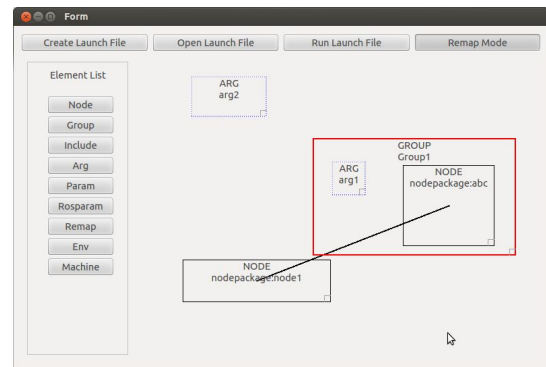 Form
Create Launch File
Open Launch File
Run Launch File
Remap Mode
Element List
Node
Group
Include
Arg
Param
Rosparam
Remap
Env
Machine
ARG
arg2
GROUP
Group1
ARG
arg1
NODE
nodepackage:abc
NODE
nodepackage:node1